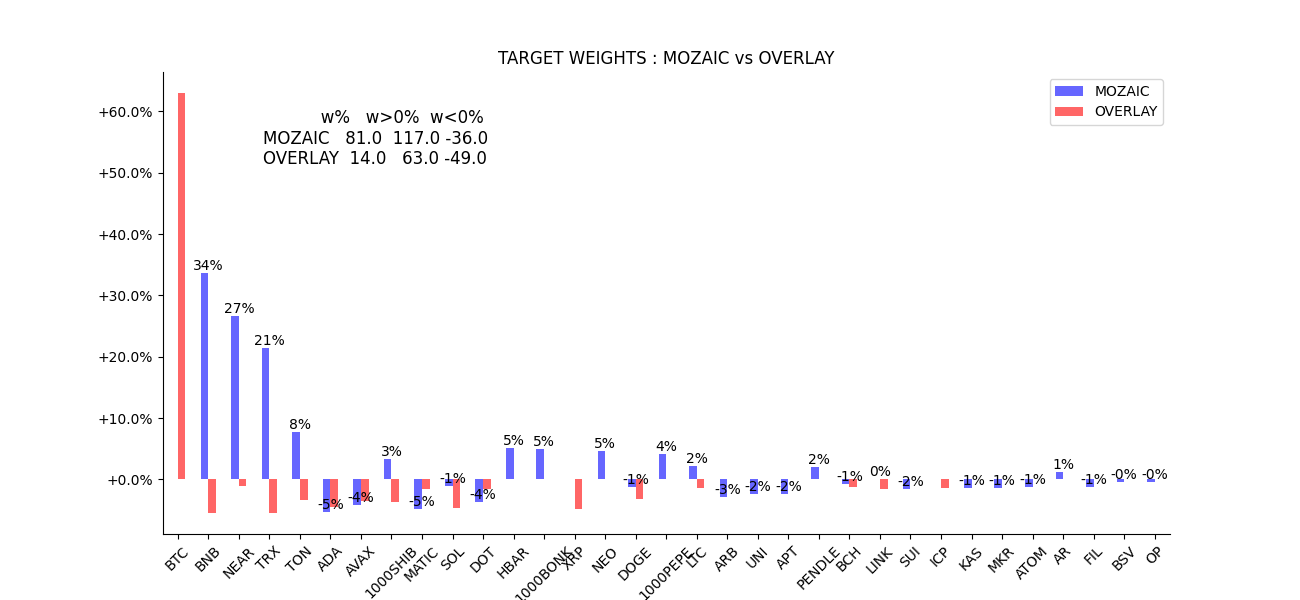 TARGET WEIGHTS : MOZAIC vs OVERLAY
MOZAIC
OVERLAY
w% w>0% w<0%
MOZAIC 81.0 117.0 -36.0
OVERLAY 14.0 63.0 -49.0
+60.0%
+50.0%
+40.0%
+30.0%
+20.0%
+10.0%
+0.0%
34%
27%
21%
8%
-5%
-4%
3%
-5%
-1%
-4%
5%
5%
5%
-1%
4%
2%
-3%
-2%
-2%
2%
-1%
0%
-2%
-1%
-1%
-1%
1%
-1%
-0%
-0%
BTC
BNB
NEAR
TRX
TON
ADA
AVAX
1000SHIB
MATIC
SOL
DOT
HBAR
1000BONK
XRP
NEO
DOGE
1000PEPE
LTC
ARB
UNI
APT
PENDLE
BCH
LINK
SUI
ICP
KAS
MKR
ATOM
AR
FIL
BSV
OP